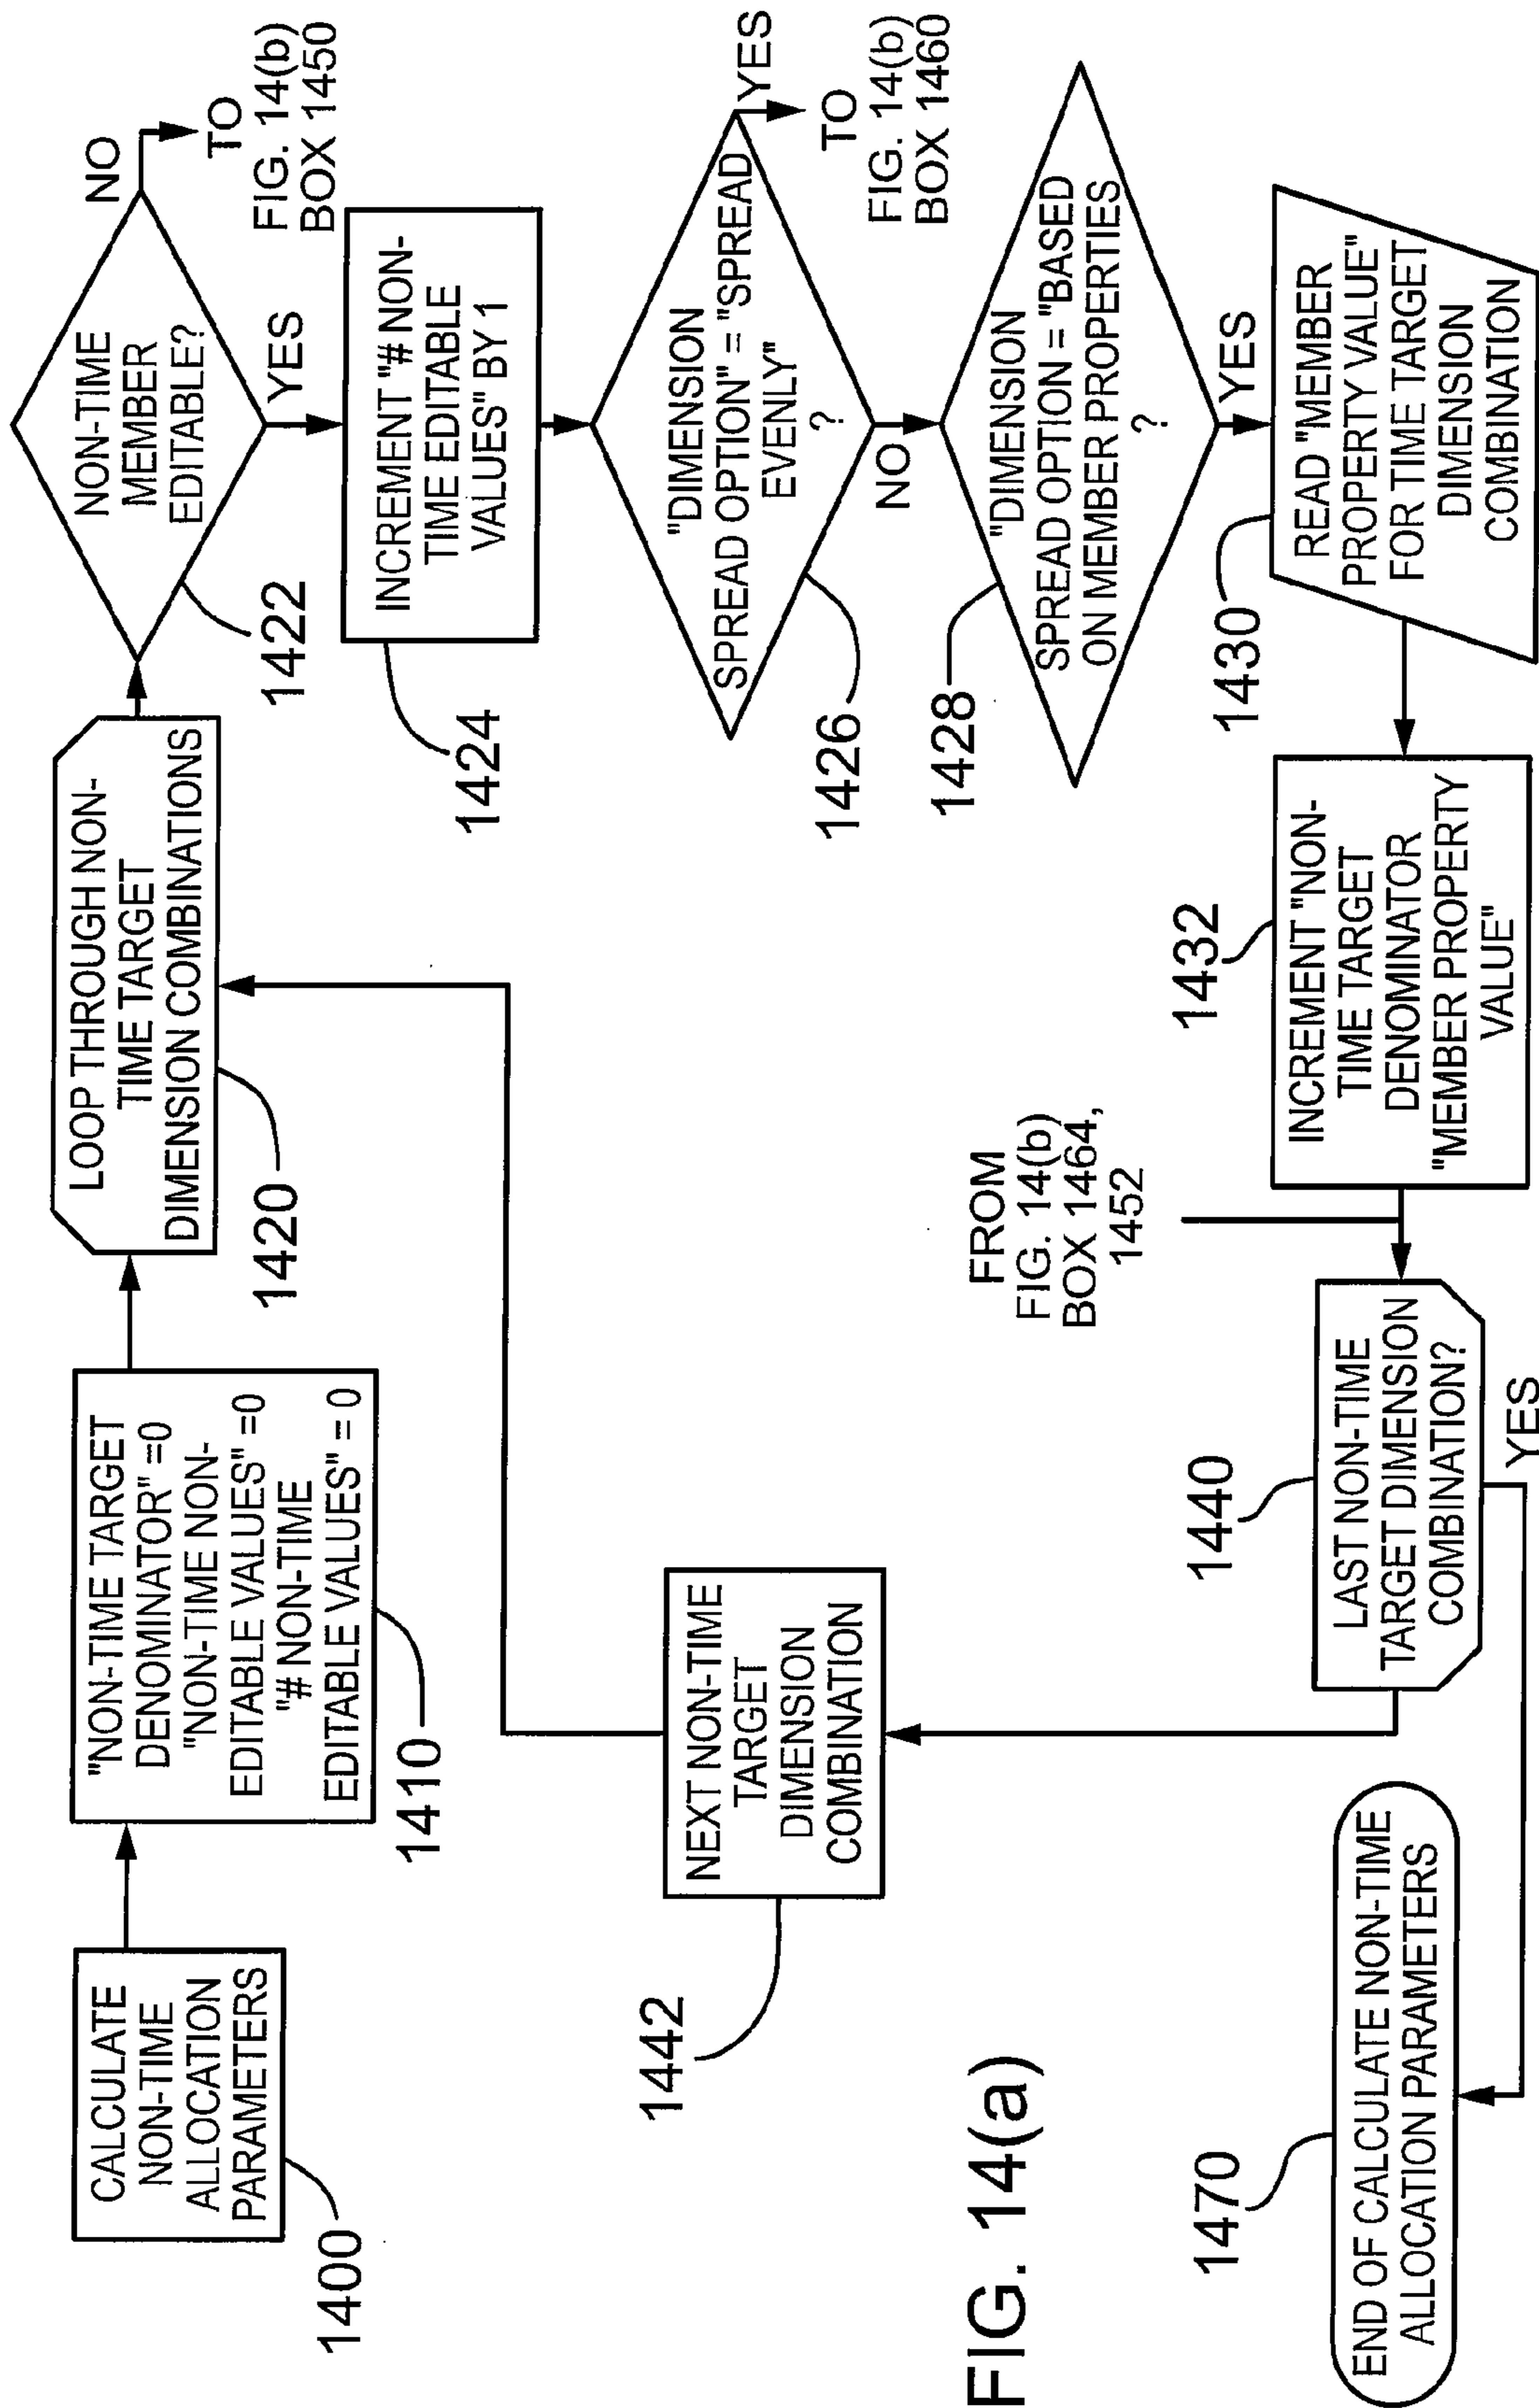 CALCULATE
NON-TIME
ALLOCATION
PARAMETERS
1400
"NON-TIME TARGET
DENOMINATOR" =0
"NON-TIME NON-
EDITABLE VALUES" =0
"# NON-TIME
EDITABLE VALUES" = 0
1410
LOOP THROUGH NON-
TIME TARGET
DIMENSION COMBINATIONS
1420
NON-TIME
MEMBER
EDITABLE?
1422
NO
TO
FIG. 14(b)
BOX 1450
YES
INCREMENT "# NON-
TIME EDITABLE
VALUES" BY 1
1424
"DIMENSION
SPREAD OPTION" = "SPREAD
EVENLY"
?
1426
YES
TO
FIG. 14(b)
BOX 1460
NO
"DIMENSION
SPREAD OPTION = "BASED
ON MEMBER PROPERTIES
?
1428
YES
READ "MEMBER
PROPERTY VALUE"
FOR TIME TARGET
DIMENSION
COMBINATION
1430
INCREMENT "NON-
TIME TARGET
DENOMINATOR
"MEMBER PROPERTY
VALUE"
1432
FROM
FIG. 14(b)
BOX 1464,
1452
LAST NON-TIME
TARGET DIMENSION
COMBINATION?
1440
YES
NEXT NON-TIME
TARGET
DIMENSION
COMBINATION
1442
END OF CALCULATE NON-TIME
ALLOCATION PARAMETERS
1470
FIG. 14(a)